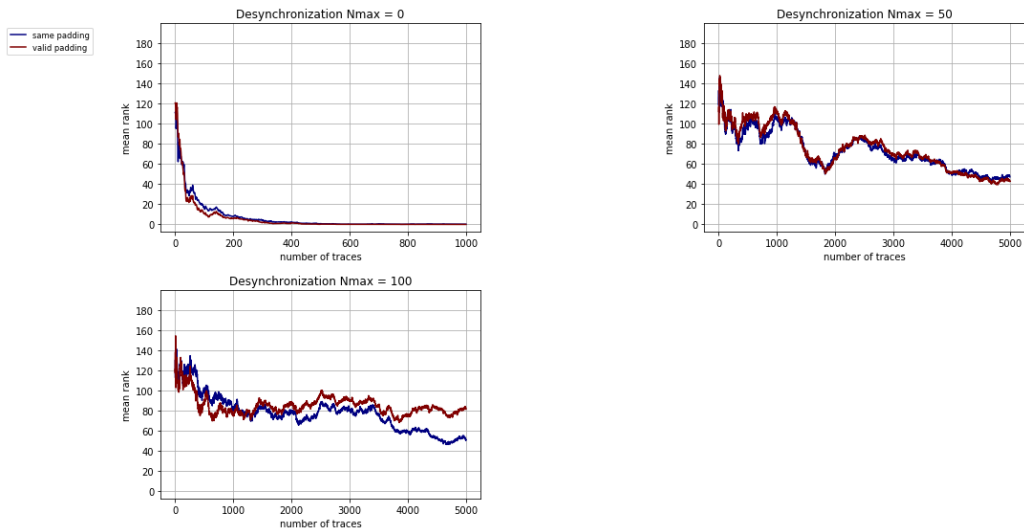 same padding
valid padding
Desynchronization Nmax = 0
mean rank
180
160
140
120
100
80
60
40
20
0
0 200 400 600 800 1000
number of traces
Desynchronization Nmax = 50
mean rank
180
160
140
120
100
80
60
40
20
0
0 1000 2000 3000 4000 5000
number of traces
Desynchronization Nmax = 100
mean rank
180
160
140
120
100
80
60
40
20
0
0 1000 2000 3000 4000 5000
number of traces